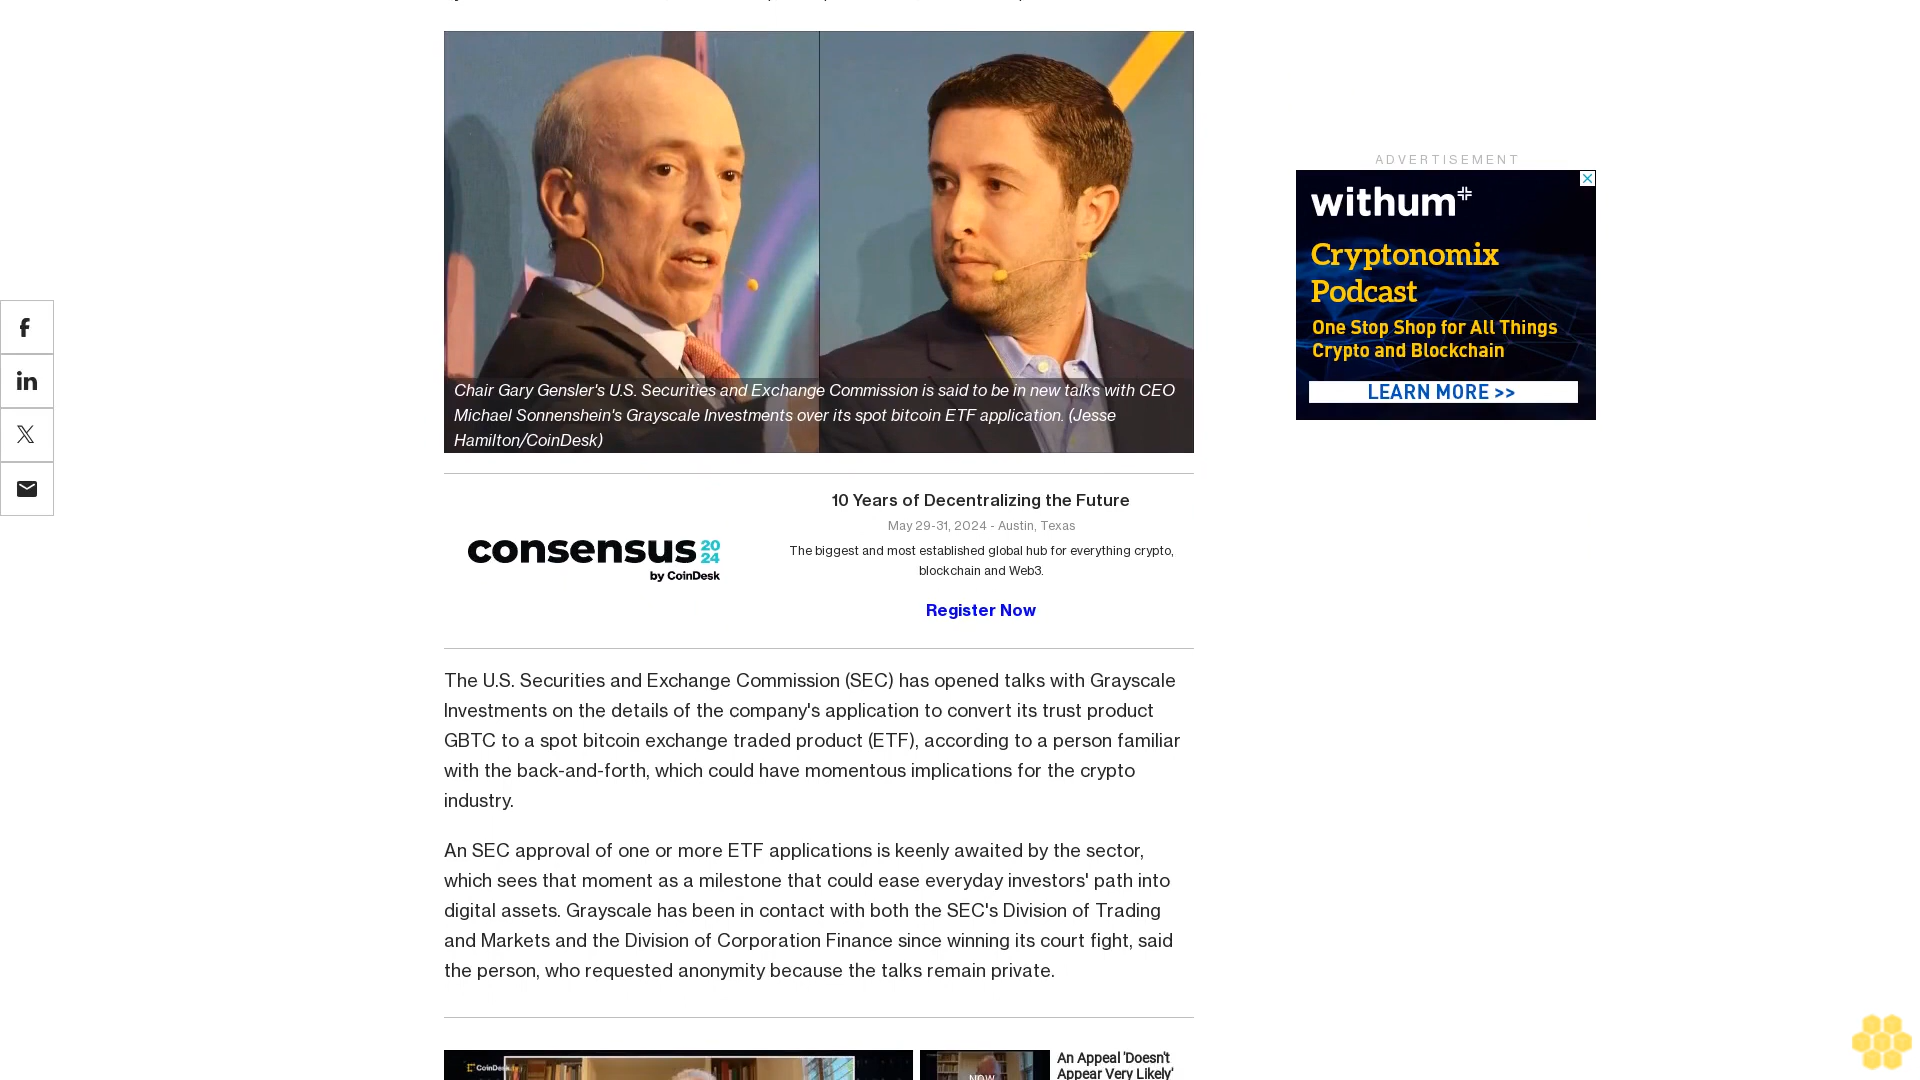 Chair Gary Gensler's U.S. Securities and Exchange Commission is said to be in new talks with CEO
Michael Sonnenshein's Grayscale Investments over its spot bitcoin ETF application. (Jesse
Hamilton/CoinDesk)
ADVERTISEMENT
withum
Cryptonomix
Podcast
One Stop Shop for All Things
Crypto and Blockchain
LEARN MORE >>
consensus 20
24
by CoinDesk
10 Years of Decentralizing the Future
May 29-31, 2024 - Austin, Texas
The biggest and most established global hub for everything crypto,
blockchain and Web3.
Register Now
The U.S. Securities and Exchange Commission (SEC) has opened talks with Grayscale
Investments on the details of the company's application to convert its trust product
GBTC to a spot bitcoin exchange traded product (ETF), according to a person familiar
with the back-and-forth, which could have momentous implications for the crypto
industry.
An SEC approval of one or more ETF applications is keenly awaited by the sector,
which sees that moment as a milestone that could ease everyday investors' path into
digital assets. Grayscale has been in contact with both the SEC's Division of Trading
and Markets and the Division of Corporation Finance since winning its court fight, said
the person, who requested anonymity because the talks remain private.
CoinDesk.tv
NOW
An Appeal 'Doesn't
Appear Very Likely'